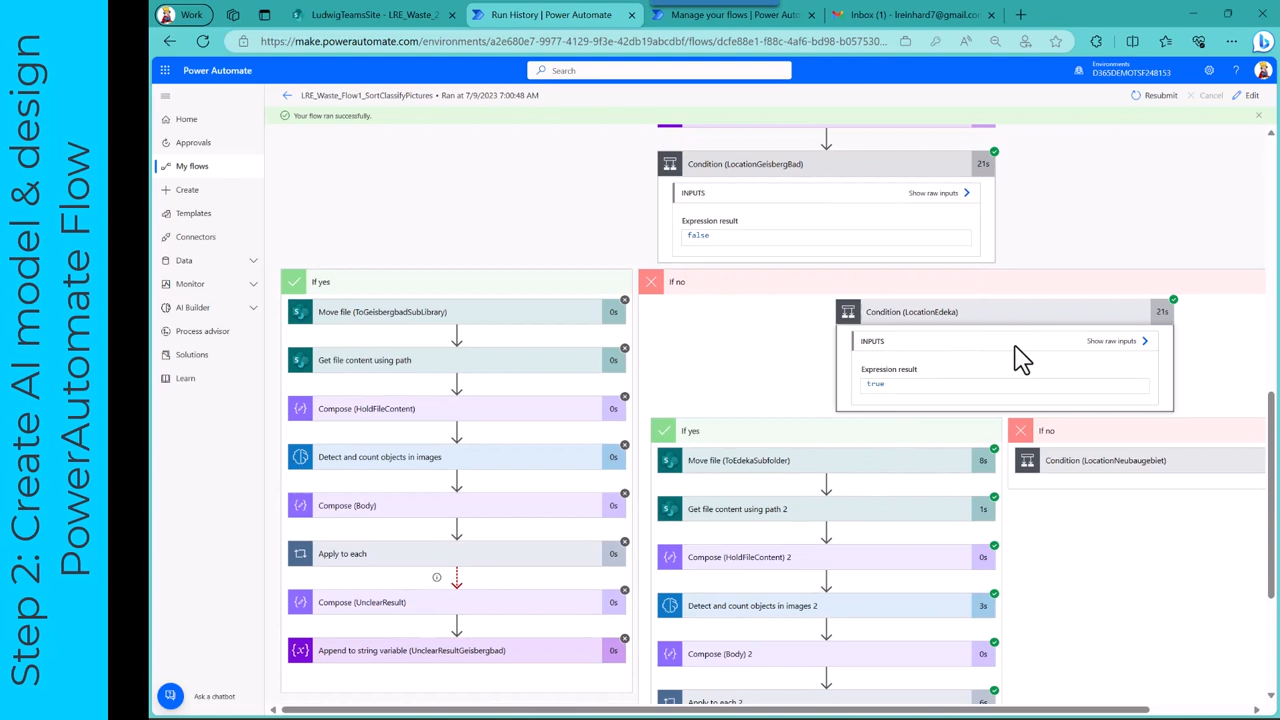 Step 2: Create AI model & design
PowerAutomate Flow
Work
LudwigTeamsSite - LRE_Waste_2
Run History | Power Automate
Manage your flows | Power Auto
Inbox (1) - lreinhard7@gmail.co
https://make.powerautomate.com/environments/a2e680e7-9977-4129-9f3e-19db19abcdbf/flows/dcfe88e1-f88c-4af6-bd98-b057530...
Power Automate
Search
Environments
D365DEMOTSF248153
LRE_Waste_Flow1_SortClassifyPictures • Ran at 7/9/2023 7:00:48 AM
Resubmit
Cancel
Edit
Your flow ran successfully.
Home
Approvals
My flows
Create
Templates
Connectors
Data
Monitor
AI Builder
Process advisor
Solutions
Learn
Ask a chatbot
Condition (LocationGeisbergBad)
21s
INPUTS
Show raw inputs
Expression result
false
If yes
If no
Move file (ToGeisbergbadSubLibrary)
0s
Get file content using path
0s
Compose (HoldFileContent)
0s
Detect and count objects in images
0s
Compose (Body)
0s
Apply to each
0s
Compose (UnclearResult)
0s
Append to string variable (UnclearResultGeisbergbad)
0s
Condition (LocationEdeka)
21s
INPUTS
Show raw inputs
Expression result
true
If yes
If no
Move file (ToEdekaSubfolder)
8s
Condition (LocationNeubaugebiet)
Get file content using path 2
1s
Compose (HoldFileContent) 2
0s
Detect and count objects in images 2
3s
Compose (Body) 2
0s
Apply to each 2
6s